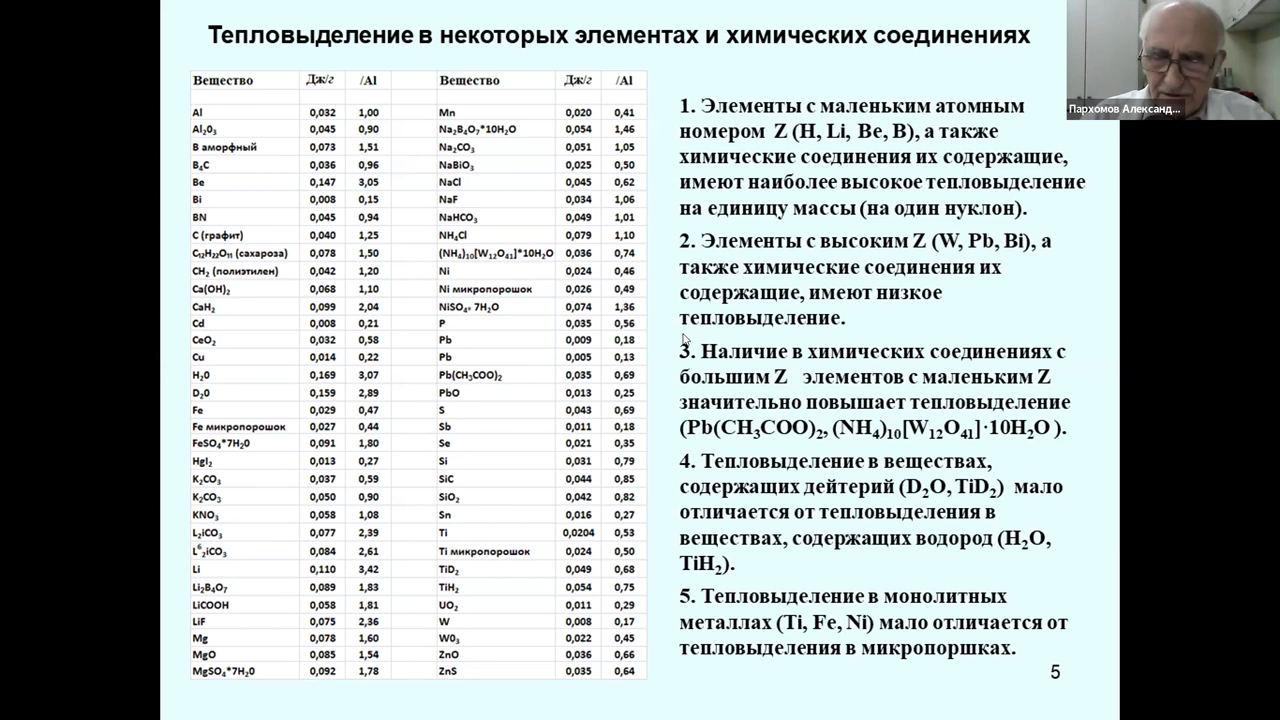 Тепловыделение в некоторых элементах и химических соединениях
Пархомов Александ...
Вещество Дж/г /Al Вещество Дж/г /Al
Al 0,032 1,00 Mn 0,020 0,41
Al₂0₃ 0,045 0,90 Na₂B₄O₇*10H₂O 0,054 1,46
B аморфный 0,073 1,51 Na₂CO₃ 0,051 1,05
B₄C 0,036 0,96 NaBiO₃ 0,025 0,50
Be 0,147 3,05 NaCl 0,045 0,62
Bi 0,008 0,15 NaF 0,034 1,06
BN 0,045 0,94 NaHCO₃ 0,049 1,01
C (графит) 0,040 1,25 NH₄Cl 0,079 1,10
C₁₂H₂₂O₁₁ (сахароза) 0,078 1,50 (NH₄)₁₀[W₁₂O₄₁]*10H₂O 0,036 0,74
CH₂ (полиэтилен) 0,042 1,20 Ni 0,024 0,46
Ca(OH)₂ 0,068 1,10 Ni микропорошок 0,026 0,49
CaH₂ 0,099 2,04 NiSO₄* 7H₂O 0,074 1,36
Cd 0,008 0,21 P 0,035 0,56
CeO₂ 0,032 0,58 Pb 0,009 0,18
Cu 0,014 0,22 Pb 0,005 0,13
H₂0 0,169 3,07 Pb(CH₃COO)₂ 0,035 0,69
D₂0 0,159 2,89 PbO 0,013 0,25
Fe 0,029 0,47 S 0,043 0,69
Fe микропорошок 0,027 0,44 Sb 0,011 0,18
FeSO₄*7H₂0 0,091 1,80 Se 0,021 0,35
HgI₂ 0,013 0,27 Si 0,031 0,79
K₂CO₃ 0,037 0,59 SiC 0,044 0,85
K₂CO₃ 0,050 0,90 SiO₂ 0,042 0,82
KNO₃ 0,058 1,08 Sn 0,016 0,27
L₂iCO₃ 0,077 2,39 Ti 0,0204 0,53
L⁶₂iCO₃ 0,084 2,61 Ti микропорошок 0,024 0,50
Li 0,110 3,42 TiD₂ 0,049 0,68
Li₂B₄O₇ 0,089 1,83 TiH₂ 0,054 0,75
LiCOOH 0,058 1,81 UO₂ 0,011 0,29
LiF 0,075 2,36 W 0,008 0,17
Mg 0,078 1,60 W0₃ 0,022 0,45
MgO 0,085 1,54 ZnO 0,036 0,66
MgSO₄*7H₂0 0,092 1,78 ZnS 0,035 0,64
1. Элементы с маленьким атомным
номером Z (H, Li, Be, B), а также
химические соединения их содержащие,
имеют наиболее высокое тепловыделение
на единицу массы (на один нуклон).
2. Элементы с высоким Z (W, Pb, Bi), а
также химические соединения их
содержащие, имеют низкое
тепловыделение.
3. Наличие в химических соединениях с
большим Z элементов с маленьким Z
значительно повышает тепловыделение
(Pb(CH₃COO)₂, (NH₄)₁₀[W₁₂O₄₁]·10H₂O ).
4. Тепловыделение в веществах,
содержащих дейтерий (D₂O, TiD₂) мало
отличается от тепловыделения в
веществах, содержащих водород (H₂O,
TiH₂).
5. Тепловыделение в монолитных
металлах (Ti, Fe, Ni) мало отличается от
тепловыделения в микропоршках.
5